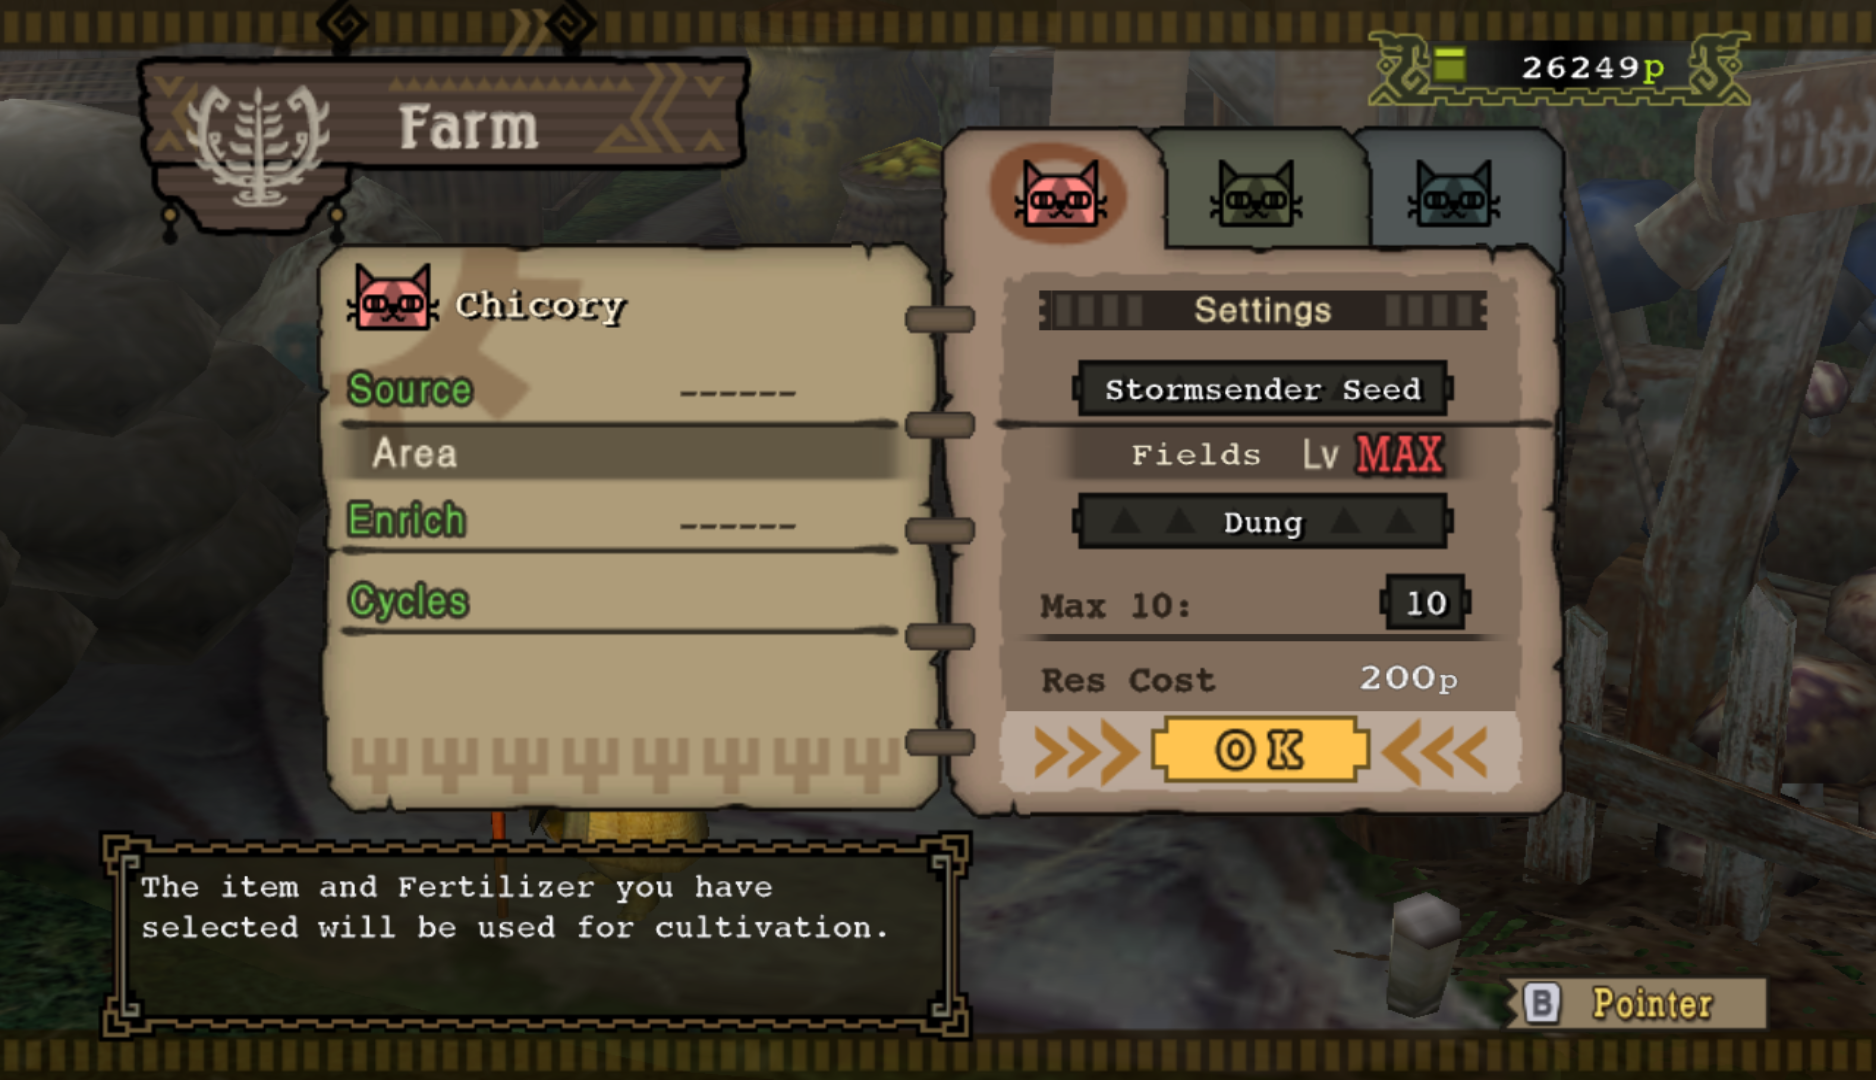 26249p
Farm
Chicory
Source ------
Area
Enrich ------
Cycles
Settings
Stormsender Seed
Fields Lv MAX
Dung
Max 10: 10
Res Cost 200p
OK
The item and Fertilizer you have
selected will be used for cultivation.
B Pointer